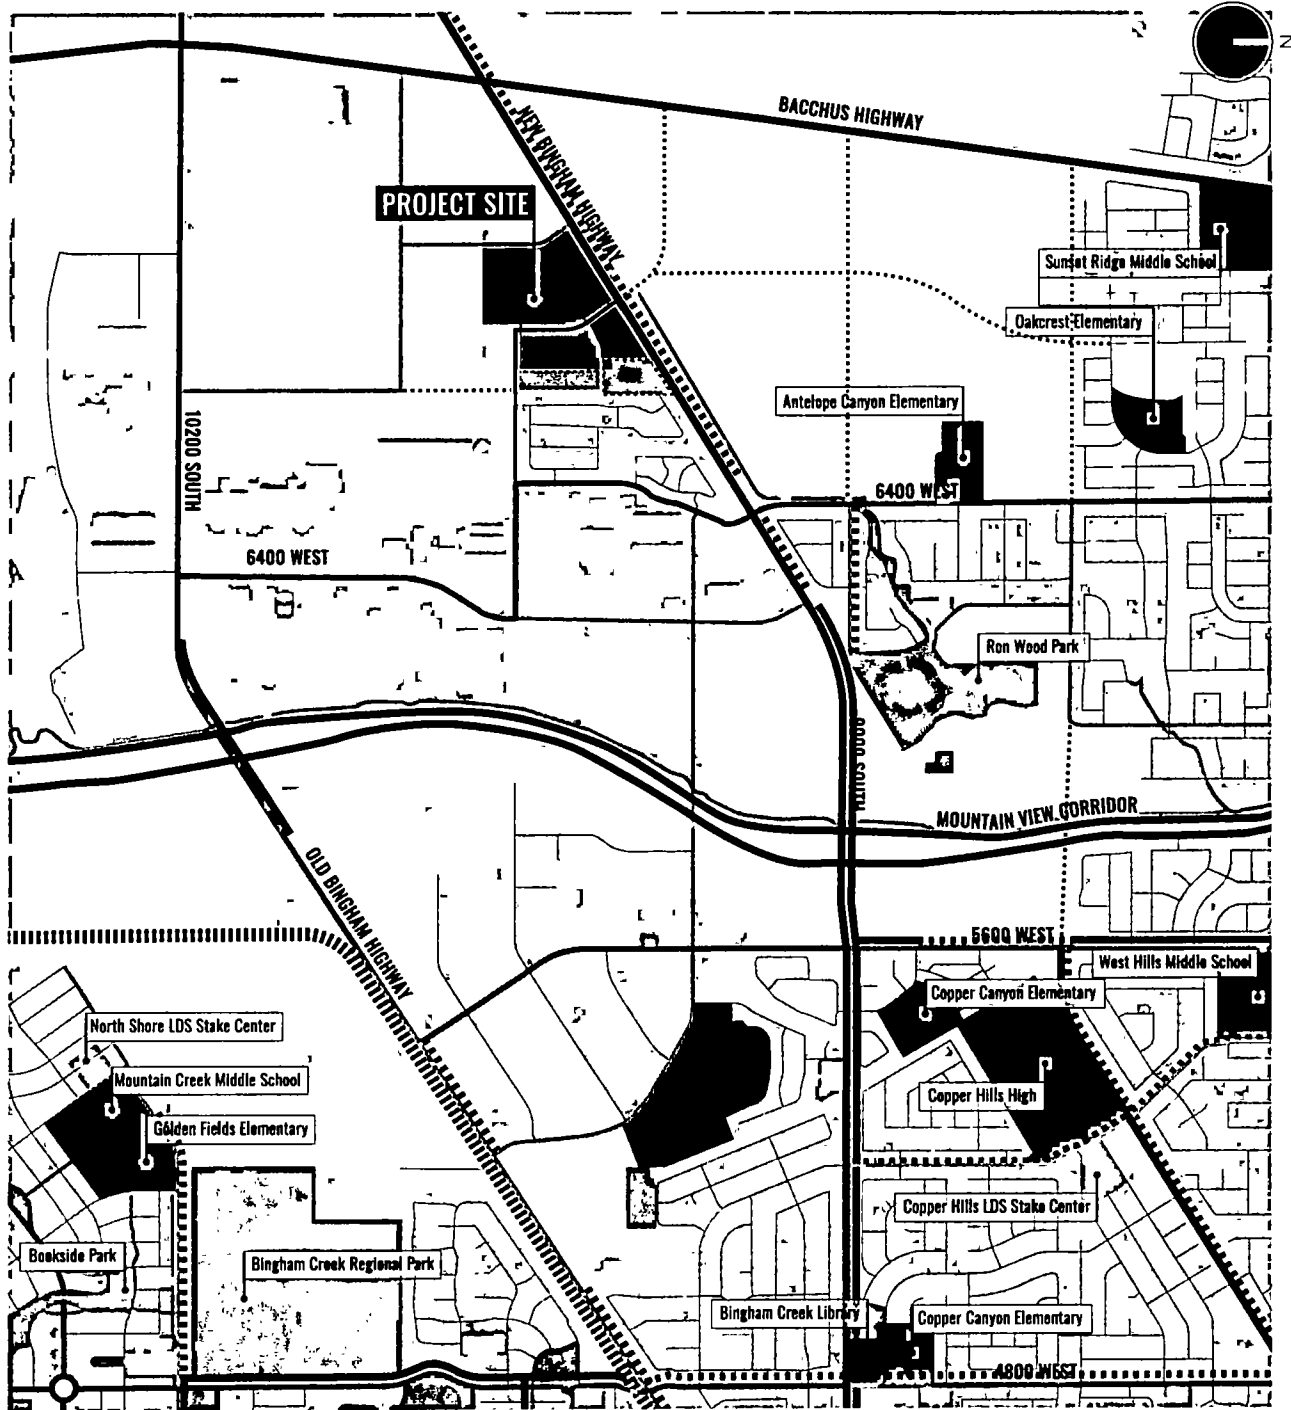 N
BACCHUS HIGHWAY
NEW BINGHAM HIGHWAY
PROJECT SITE
Sunset Ridge Middle School
Oakcrest Elementary
Antelope Canyon Elementary
10200 SOUTH
6400 WEST
6400 WEST
Ron Wood Park
SOUTH
MOUNTAIN VIEW CORRIDOR
OLD BINGHAM HIGHWAY
5600 WEST
West Hills Middle School
Copper Canyon Elementary
North Shore LDS Stake Center
Mountain Creek Middle School
Copper Hills High
Golden Fields Elementary
Copper Hills LDS Stake Center
Bookside Park
Bingham Creek Regional Park
Bingham Creek Library
Copper Canyon Elementary
4800 WEST